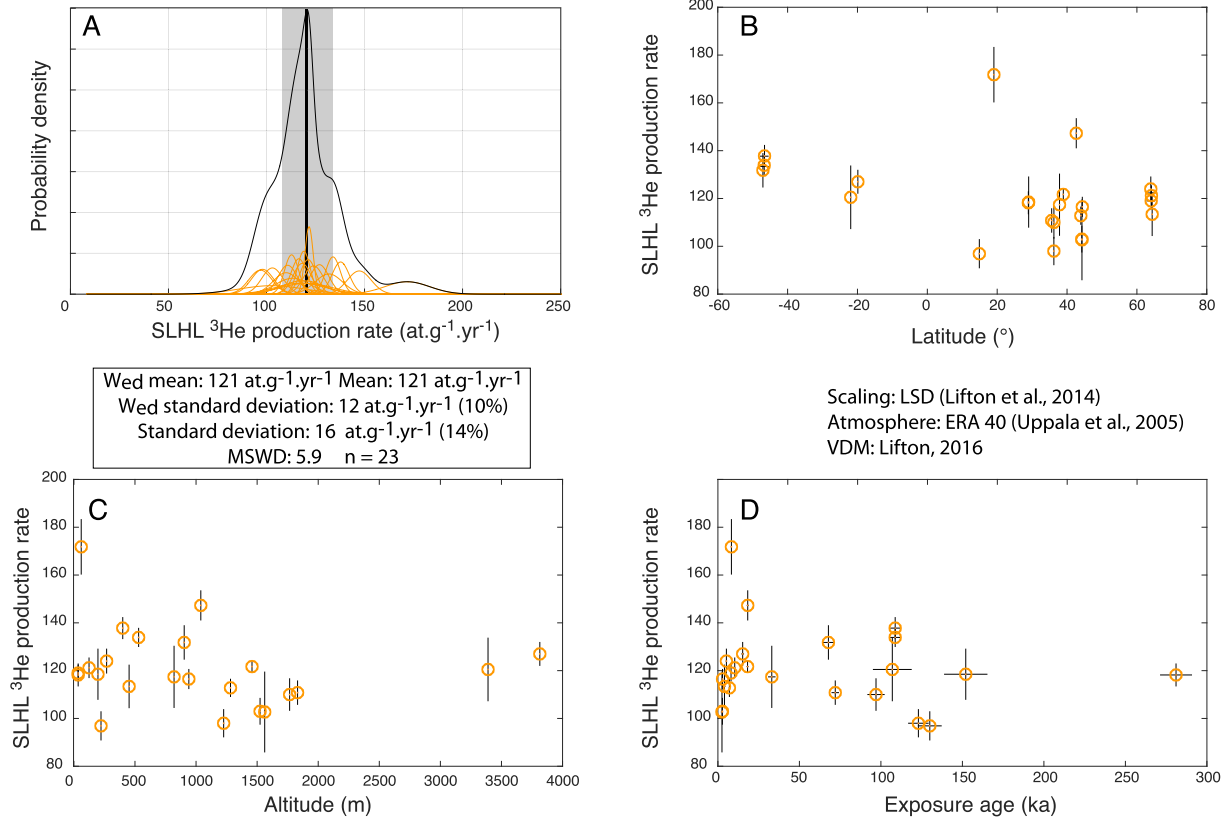 A
Probability density
0 50 100 150 200 250
SLHL ³He production rate (at.g⁻¹.yr⁻¹)
B
SLHL ³He production rate
200
180
160
140
120
100
80
-60 -40 -20 0 20 40 60 80
Latitude (°)
Wed mean: 121 at.g⁻¹.yr⁻¹ Mean: 121 at.g⁻¹.yr⁻¹
Wed standard deviation: 12 at.g⁻¹.yr⁻¹ (10%)
Standard deviation: 16 at.g⁻¹.yr⁻¹ (14%)
MSWD: 5.9 n = 23
Scaling: LSD (Lifton et al., 2014)
Atmosphere: ERA 40 (Uppala et al., 2005)
VDM: Lifton, 2016
C
SLHL ³He production rate
200
180
160
140
120
100
80
0 500 1000 1500 2000 2500 3000 3500 4000
Altitude (m)
D
SLHL ³He production rate
200
180
160
140
120
100
80
0 50 100 150 200 250 300
Exposure age (ka)